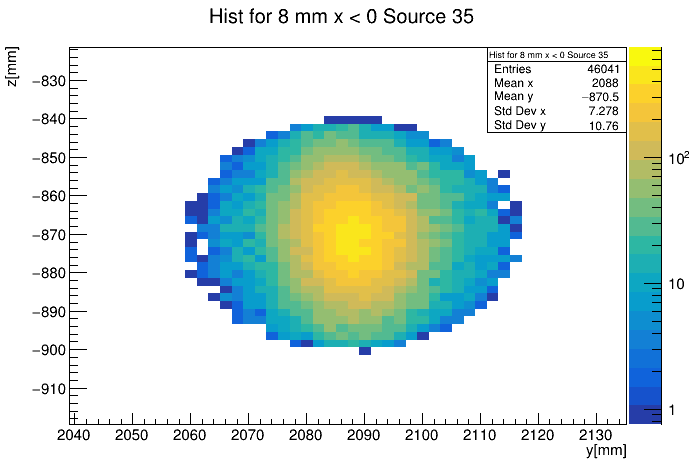 Hist for 8 mm x < 0 Source 35
z[mm]
Hist for 8 mm x < 0 Source 35
Entries 46041
Mean x 2088
Mean y −870.5
Std Dev x 7.278
Std Dev y 10.76
−830
−840
−850
−860
−870
−880
−890
−900
−910
10²
10
1
2040 2050 2060 2070 2080 2090 2100 2110 2120 2130
y[mm]